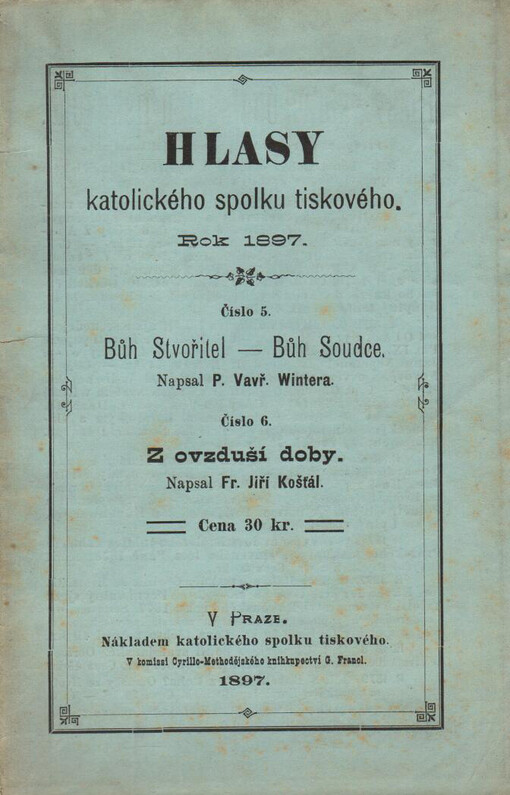 HLASY
katolického spolku tiskového.
Rok 1897.
Číslo 5.
Bůh Stvořitel — Bůh Soudce.
Napsal P. Vavř. Wintera.
Číslo 6.
Z ovzduší doby.
Napsal Fr. Jiří Košťál.
Cena 30 kr.
V PRAZE.
Nákladem katolického spolku tiskového.
V komissi Cyrillo-Methodějského knihkupectví G. Francl.
1897.